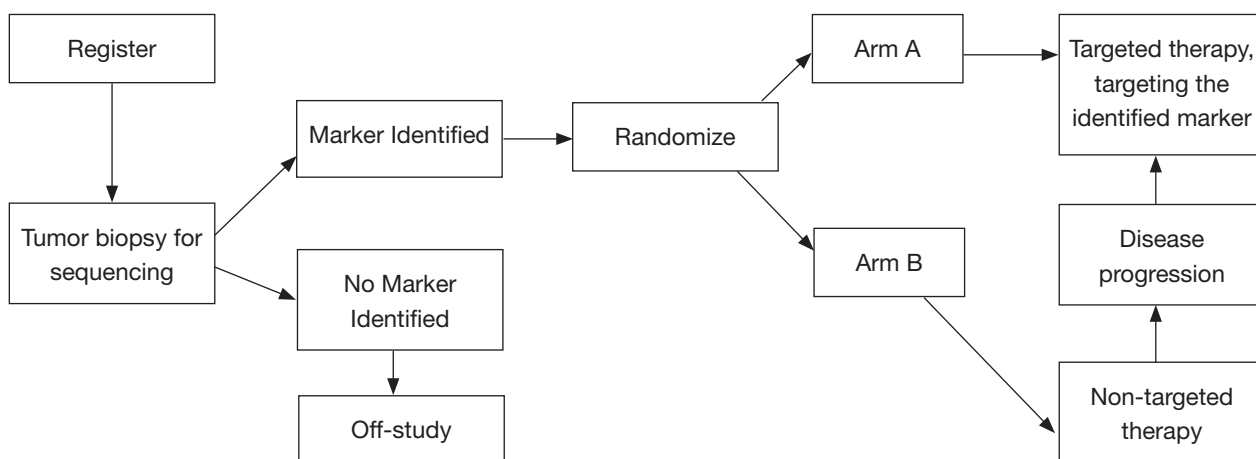 Register
Tumor biopsy for
sequencing
Marker Identified
No Marker
Identified
Off-study
Randomize
Arm A
Arm B
Targeted therapy,
targeting the
identified marker
Disease
progression
Non-targeted
therapy